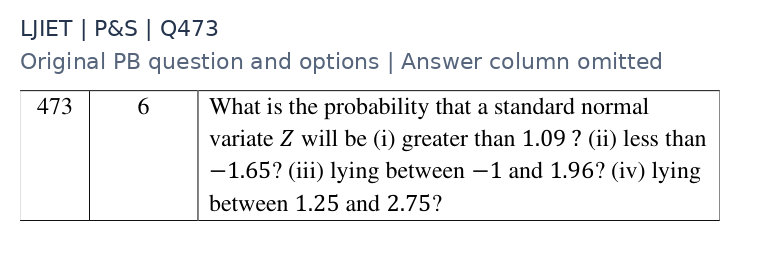 LJIET | P&S | Q473
Original PB question and options | Answer column omitted
473 6 What is the probability that a standard normal
variate Z will be (i) greater than 1.09 ? (ii) less than
−1.65? (iii) lying between −1 and 1.96? (iv) lying
between 1.25 and 2.75?